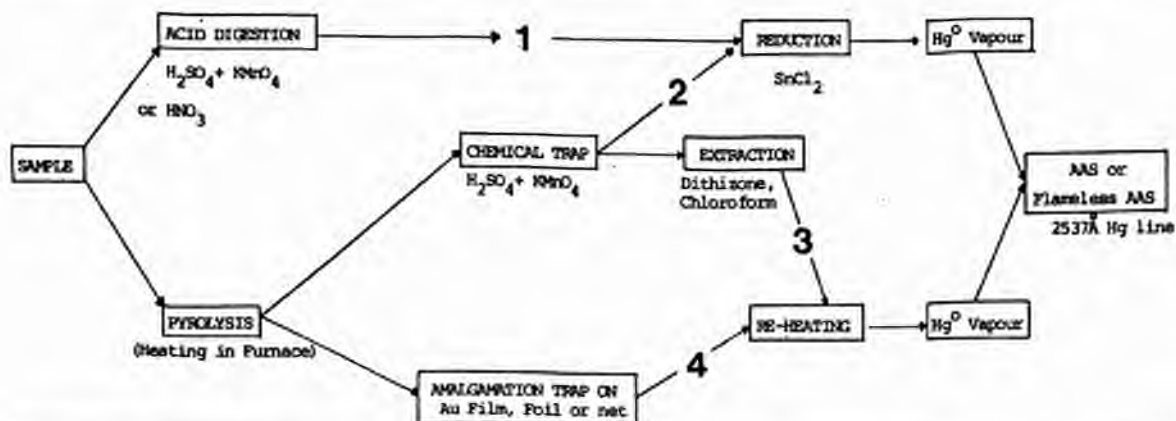 ACID DIGESTION
H2SO4+ KMnO4
or HNO3
1
REDUCTION
SnCl2
Hg° Vapour
2
SAMPLE
CHEMICAL TRAP
H2SO4+ KMnO4
EXTRACTION
Dithizone,
Chloroform
AAS or
Flameless AAS
2537Å Hg line
3
PYROLYSIS
(Heating in Furnace)
RE-HEATING
Hg° Vapour
4
AMALGAMATION TRAP ON
Au Film, Foil or net